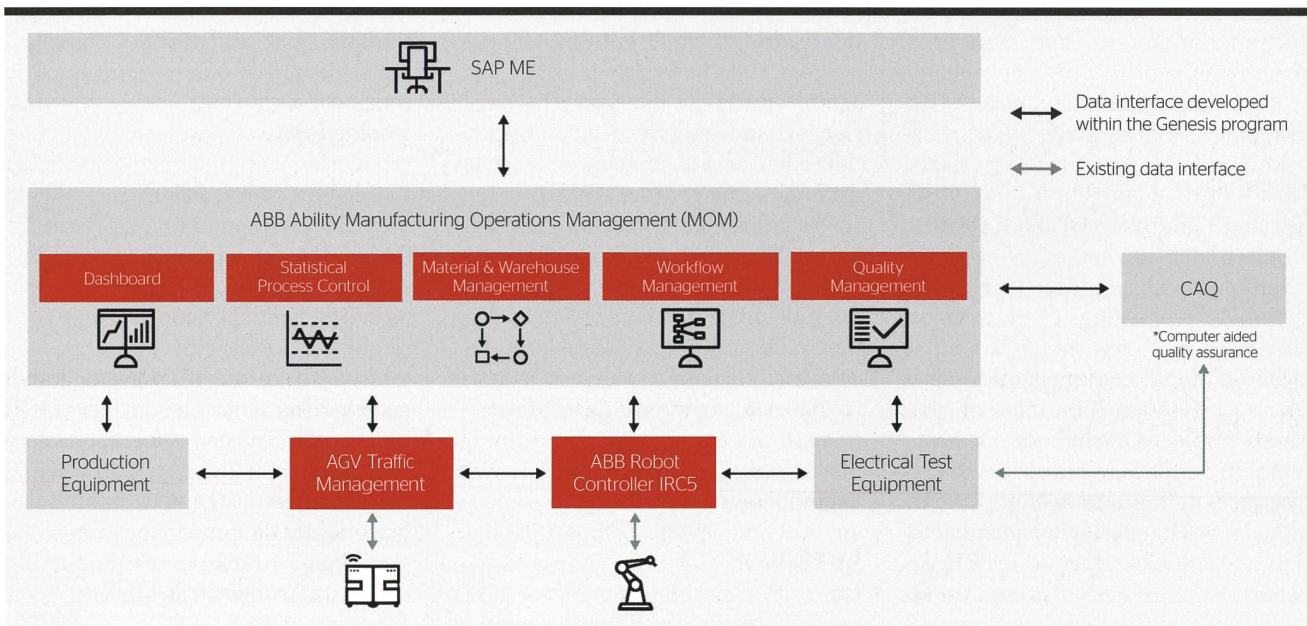 SAP ME
Data interface developed
within the Genesis program
Existing data interface
ABB Ability Manufacturing Operations Management (MOM)
Dashboard
Statistical
Process Control
Material & Warehouse
Management
Workflow
Management
Quality
Management
CAQ
*Computer aided
quality assurance
Production
Equipment
AGV Traffic
Management
ABB Robot
Controller IRC5
Electrical Test
Equipment